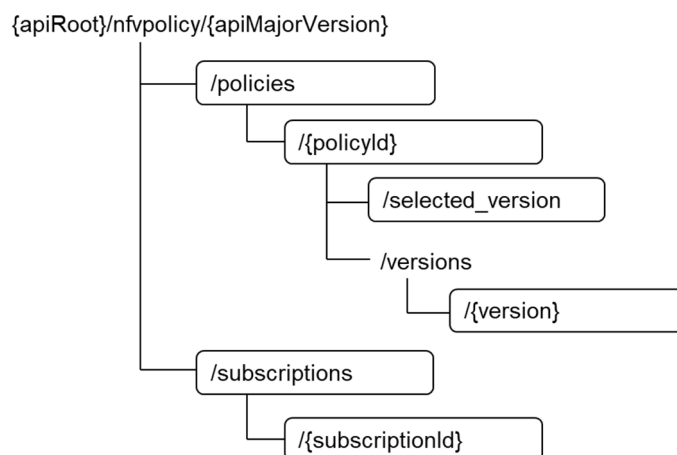 {apiRoot}/nfvpolicy/{apiMajorVersion}
/policies
/{policyId}
/selected_version
/versions
/{version}
/subscriptions
/{subscriptionId}